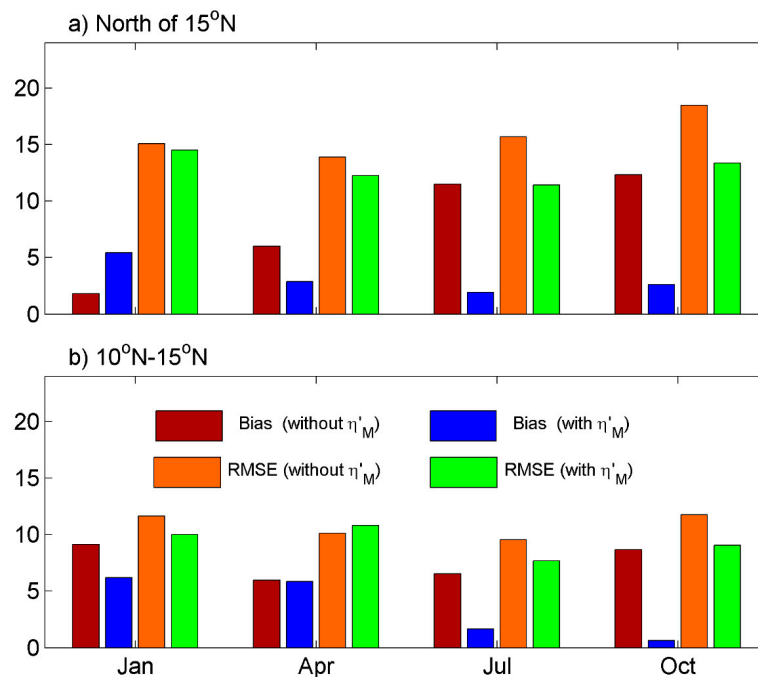 a) North of 15°N
20
15
10
5
0
b) 10°N-15°N
20
15
10
5
0
Bias (without η'M)
Bias (with η'M)
RMSE (without η'M)
RMSE (with η'M)
Jan Apr Jul Oct